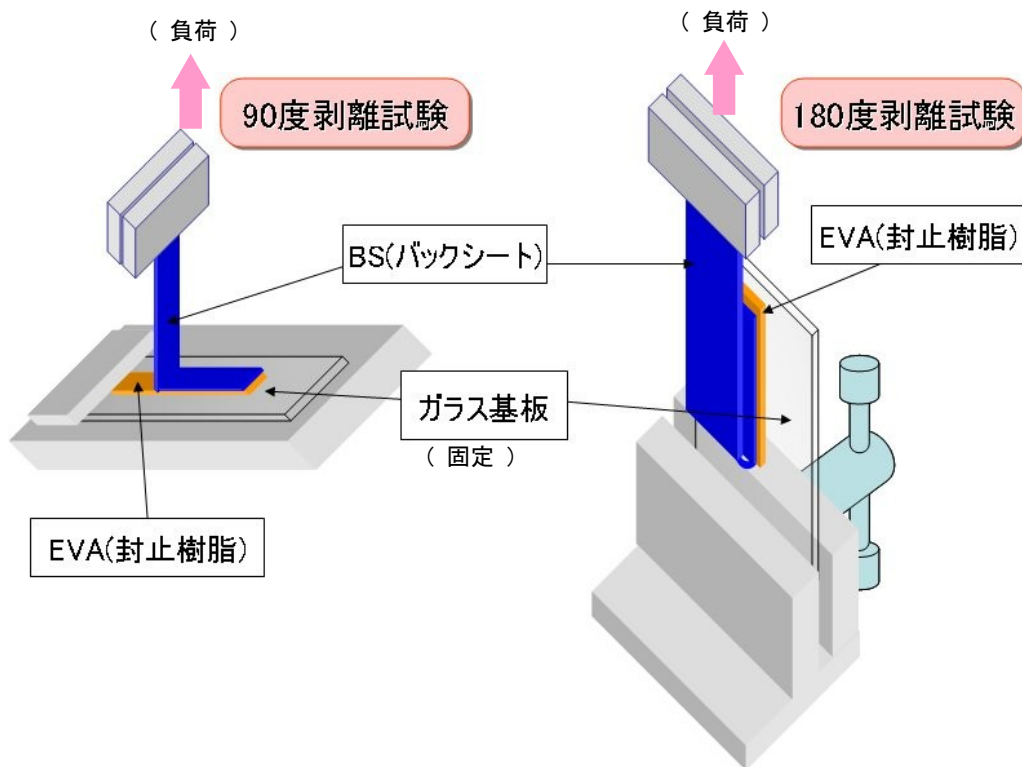 ( 負荷 )
90度剥離試験
( 負荷 )
180度剥離試験
BS(バックシート)
EVA(封止樹脂)
ガラス基板
( 固定 )
EVA(封止樹脂)